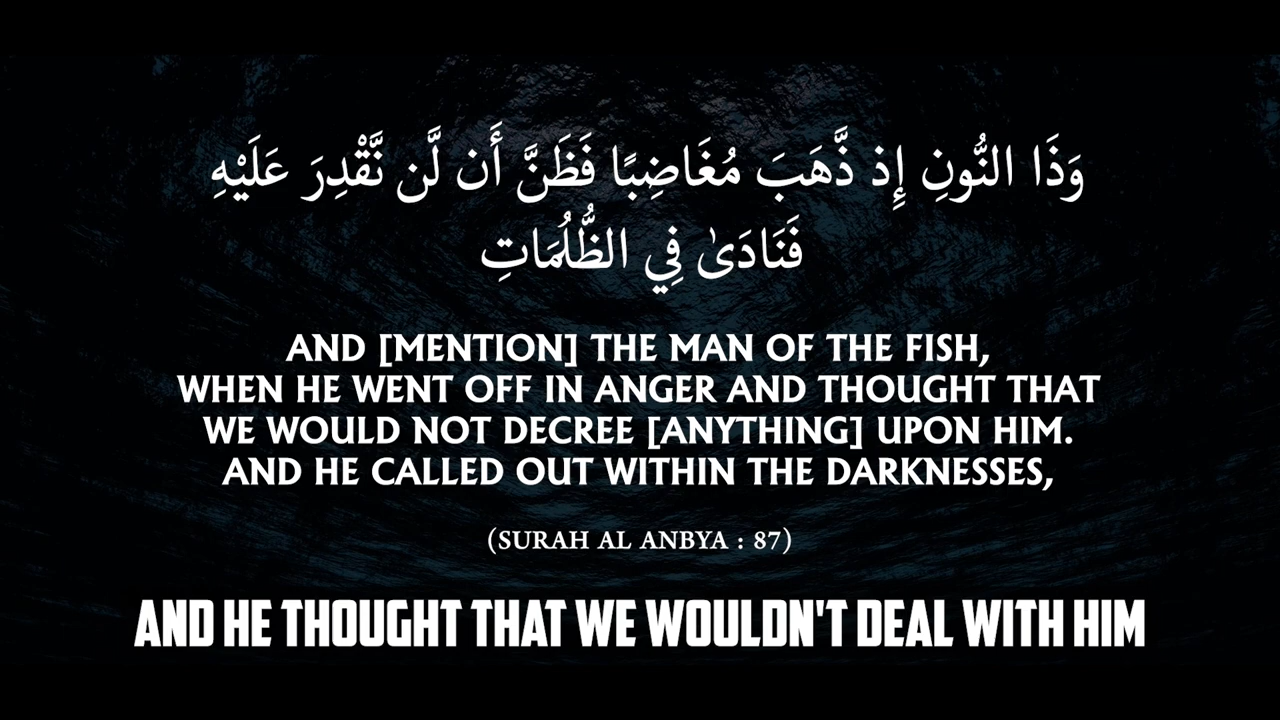 وَذَا النُّونِ إِذ ذَّهَبَ مُغَاضِبًا فَظَنَّ أَن لَّن نَّقْدِرَ عَلَيْهِ
فَنَادَىٰ فِي الظُّلُمَاتِ
AND [MENTION] THE MAN OF THE FISH,
WHEN HE WENT OFF IN ANGER AND THOUGHT THAT
WE WOULD NOT DECREE [ANYTHING] UPON HIM.
AND HE CALLED OUT WITHIN THE DARKNESSES,
(SURAH AL ANBYA : 87)
AND HE THOUGHT THAT WE WOULDN'T DEAL WITH HIM